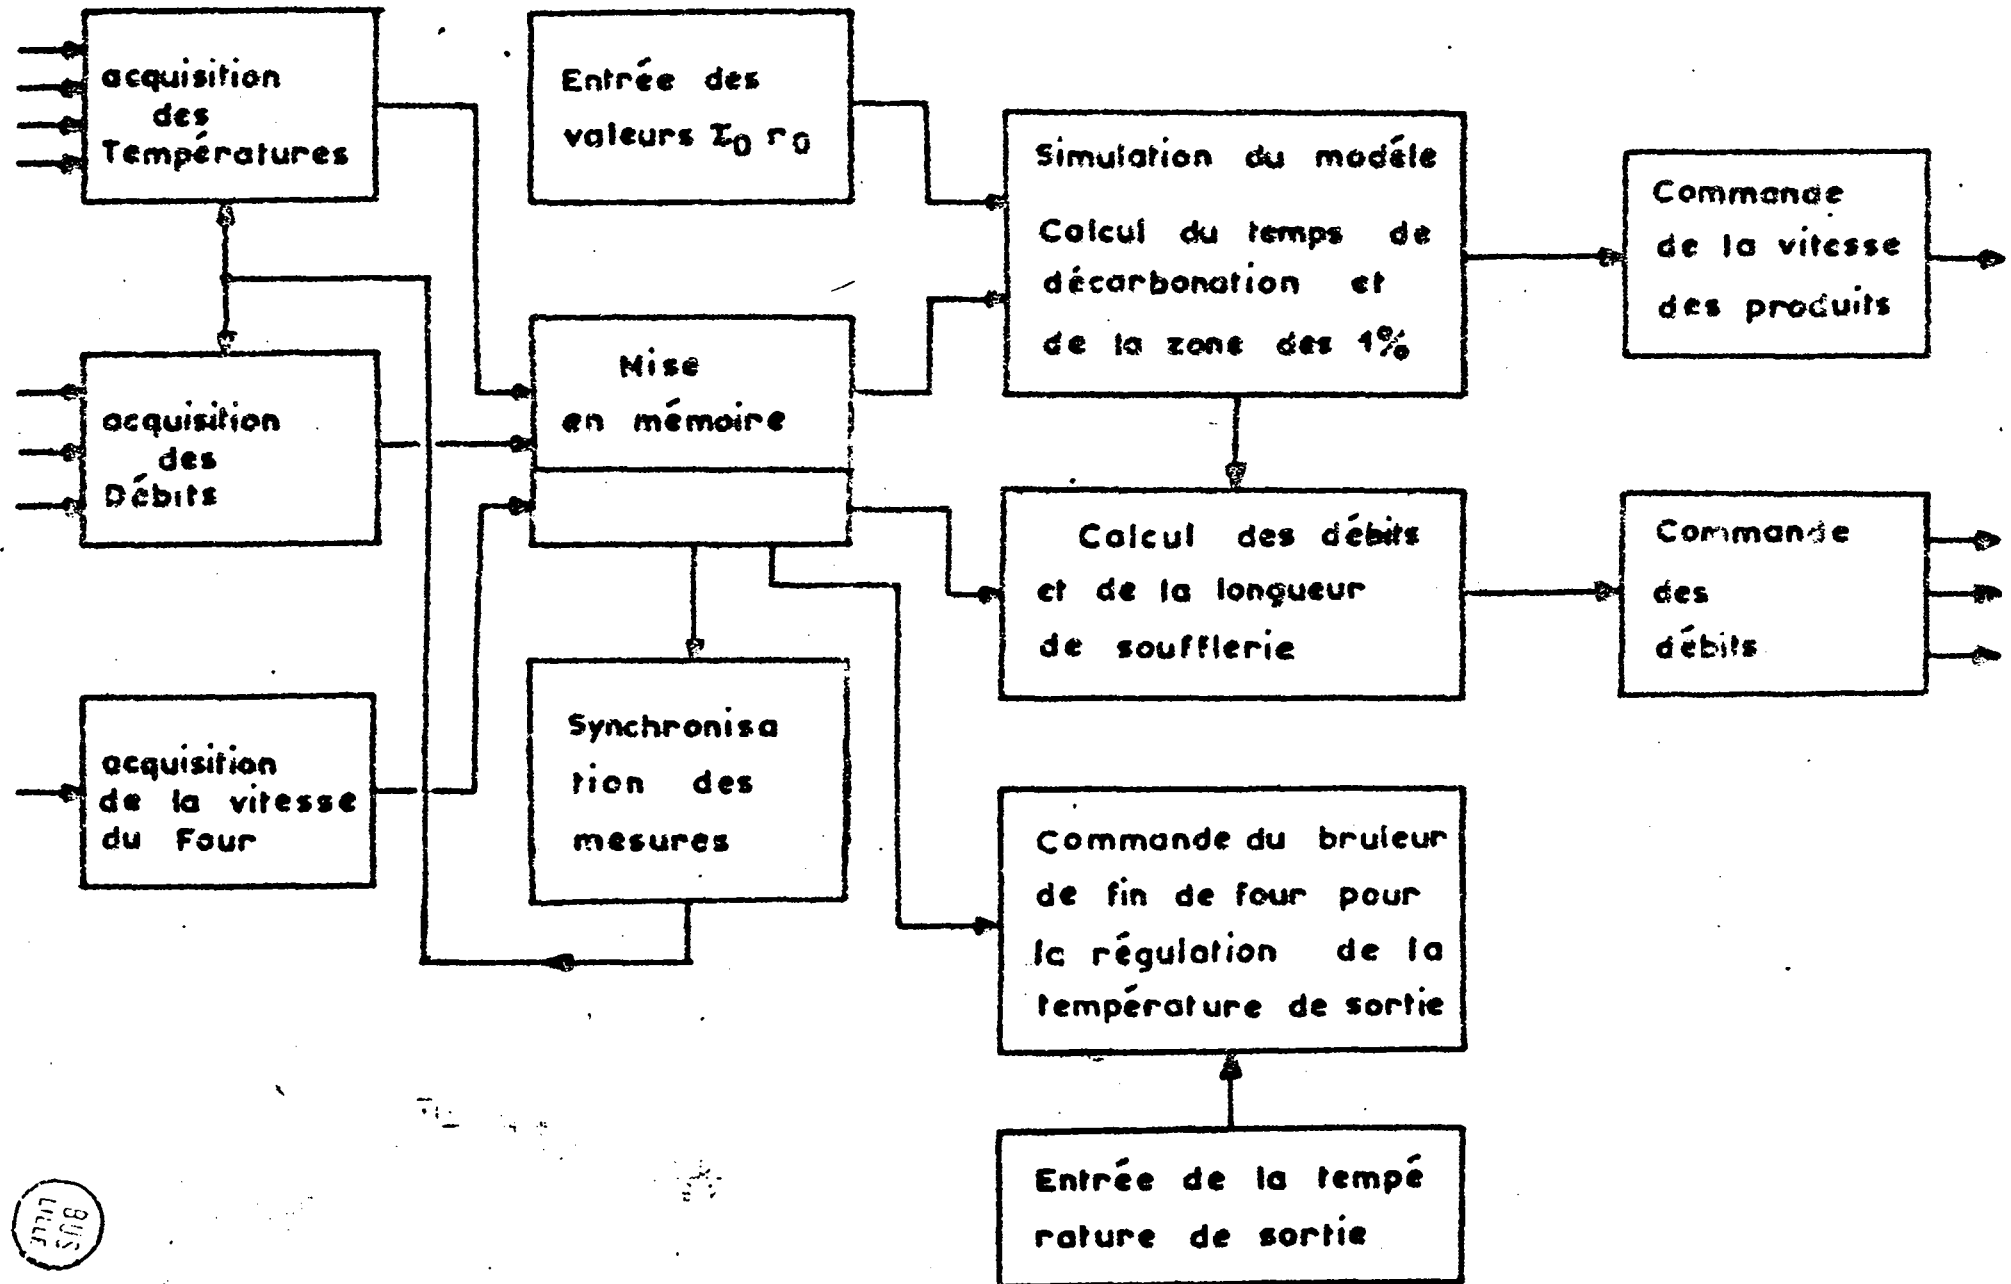 acquisition
des
Températures
Entrée des
valeurs τ0 r0
Simulation du modéle
Calcul du temps de
décarbonation et
de la zone des 1%
Commande
de la vitesse
des produits
acquisition
des
Débits
Mise
en mémoire
Calcul des débits
et de la longueur
de soufflerie
Commande
des
débits
acquisition
de la vitesse
du Four
Synchronisa
tion des
mesures
Commande du bruleur
de fin de four pour
la régulation de la
température de sortie
Entrée de la tempé
rature de sortie
BUS
LILLE